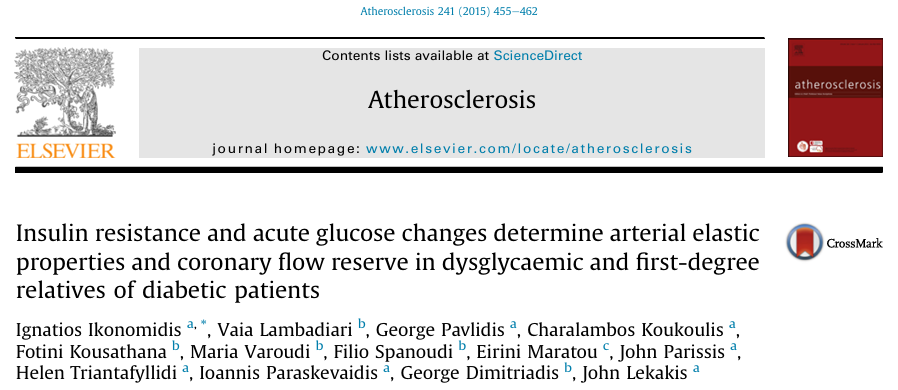 Atherosclerosis 241 (2015) 455–462
Contents lists available at ScienceDirect
Atherosclerosis
journal homepage: www.elsevier.com/locate/atherosclerosis
ELSEVIER
atherosclerosis
Insulin resistance and acute glucose changes determine arterial elastic
properties and coronary flow reserve in dysglycaemic and first-degree
relatives of diabetic patients
CrossMark
Ignatios Ikonomidis a, *, Vaia Lambadiari b, George Pavlidis a, Charalambos Koukoulis a,
Fotini Kousathana b, Maria Varoudi b, Filio Spanoudi b, Eirini Maratou c, John Parissis a,
Helen Triantafyllidi a, Ioannis Paraskevaidis a, George Dimitriadis b, John Lekakis a